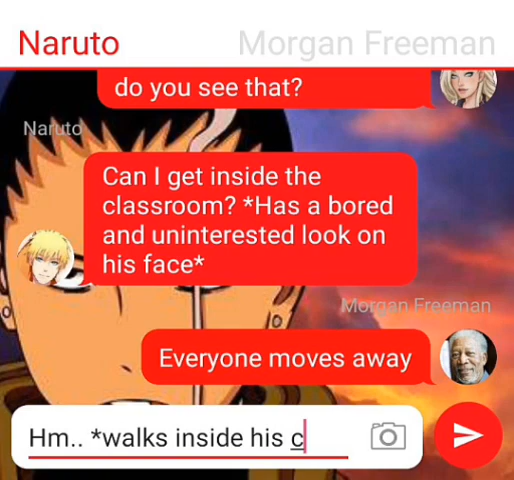 Naruto Morgan Freeman
do you see that?
Naruto
Can I get inside the
classroom? *Has a bored
and uninterested look on
his face*
Morgan Freeman
Everyone moves away
Hm.. *walks inside his c